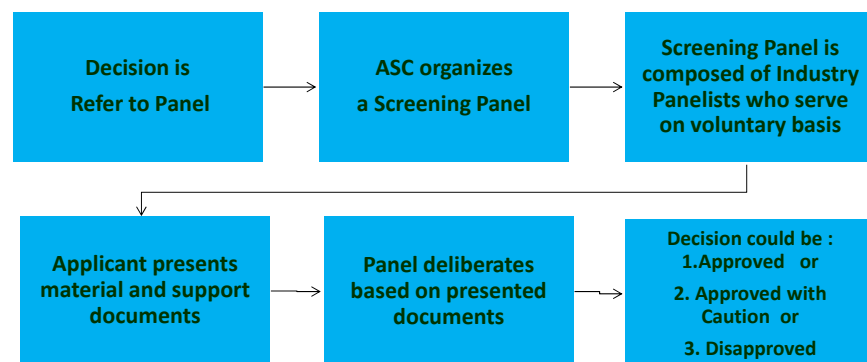 Decision is
Refer to Panel
ASC organizes
a Screening Panel
Screening Panel is
composed of Industry
Panelists who serve
on voluntary basis
Applicant presents
material and support
documents
Panel deliberates
based on presented
documents
Decision could be :
1.Approved or
2. Approved with
Caution or
3. Disapproved